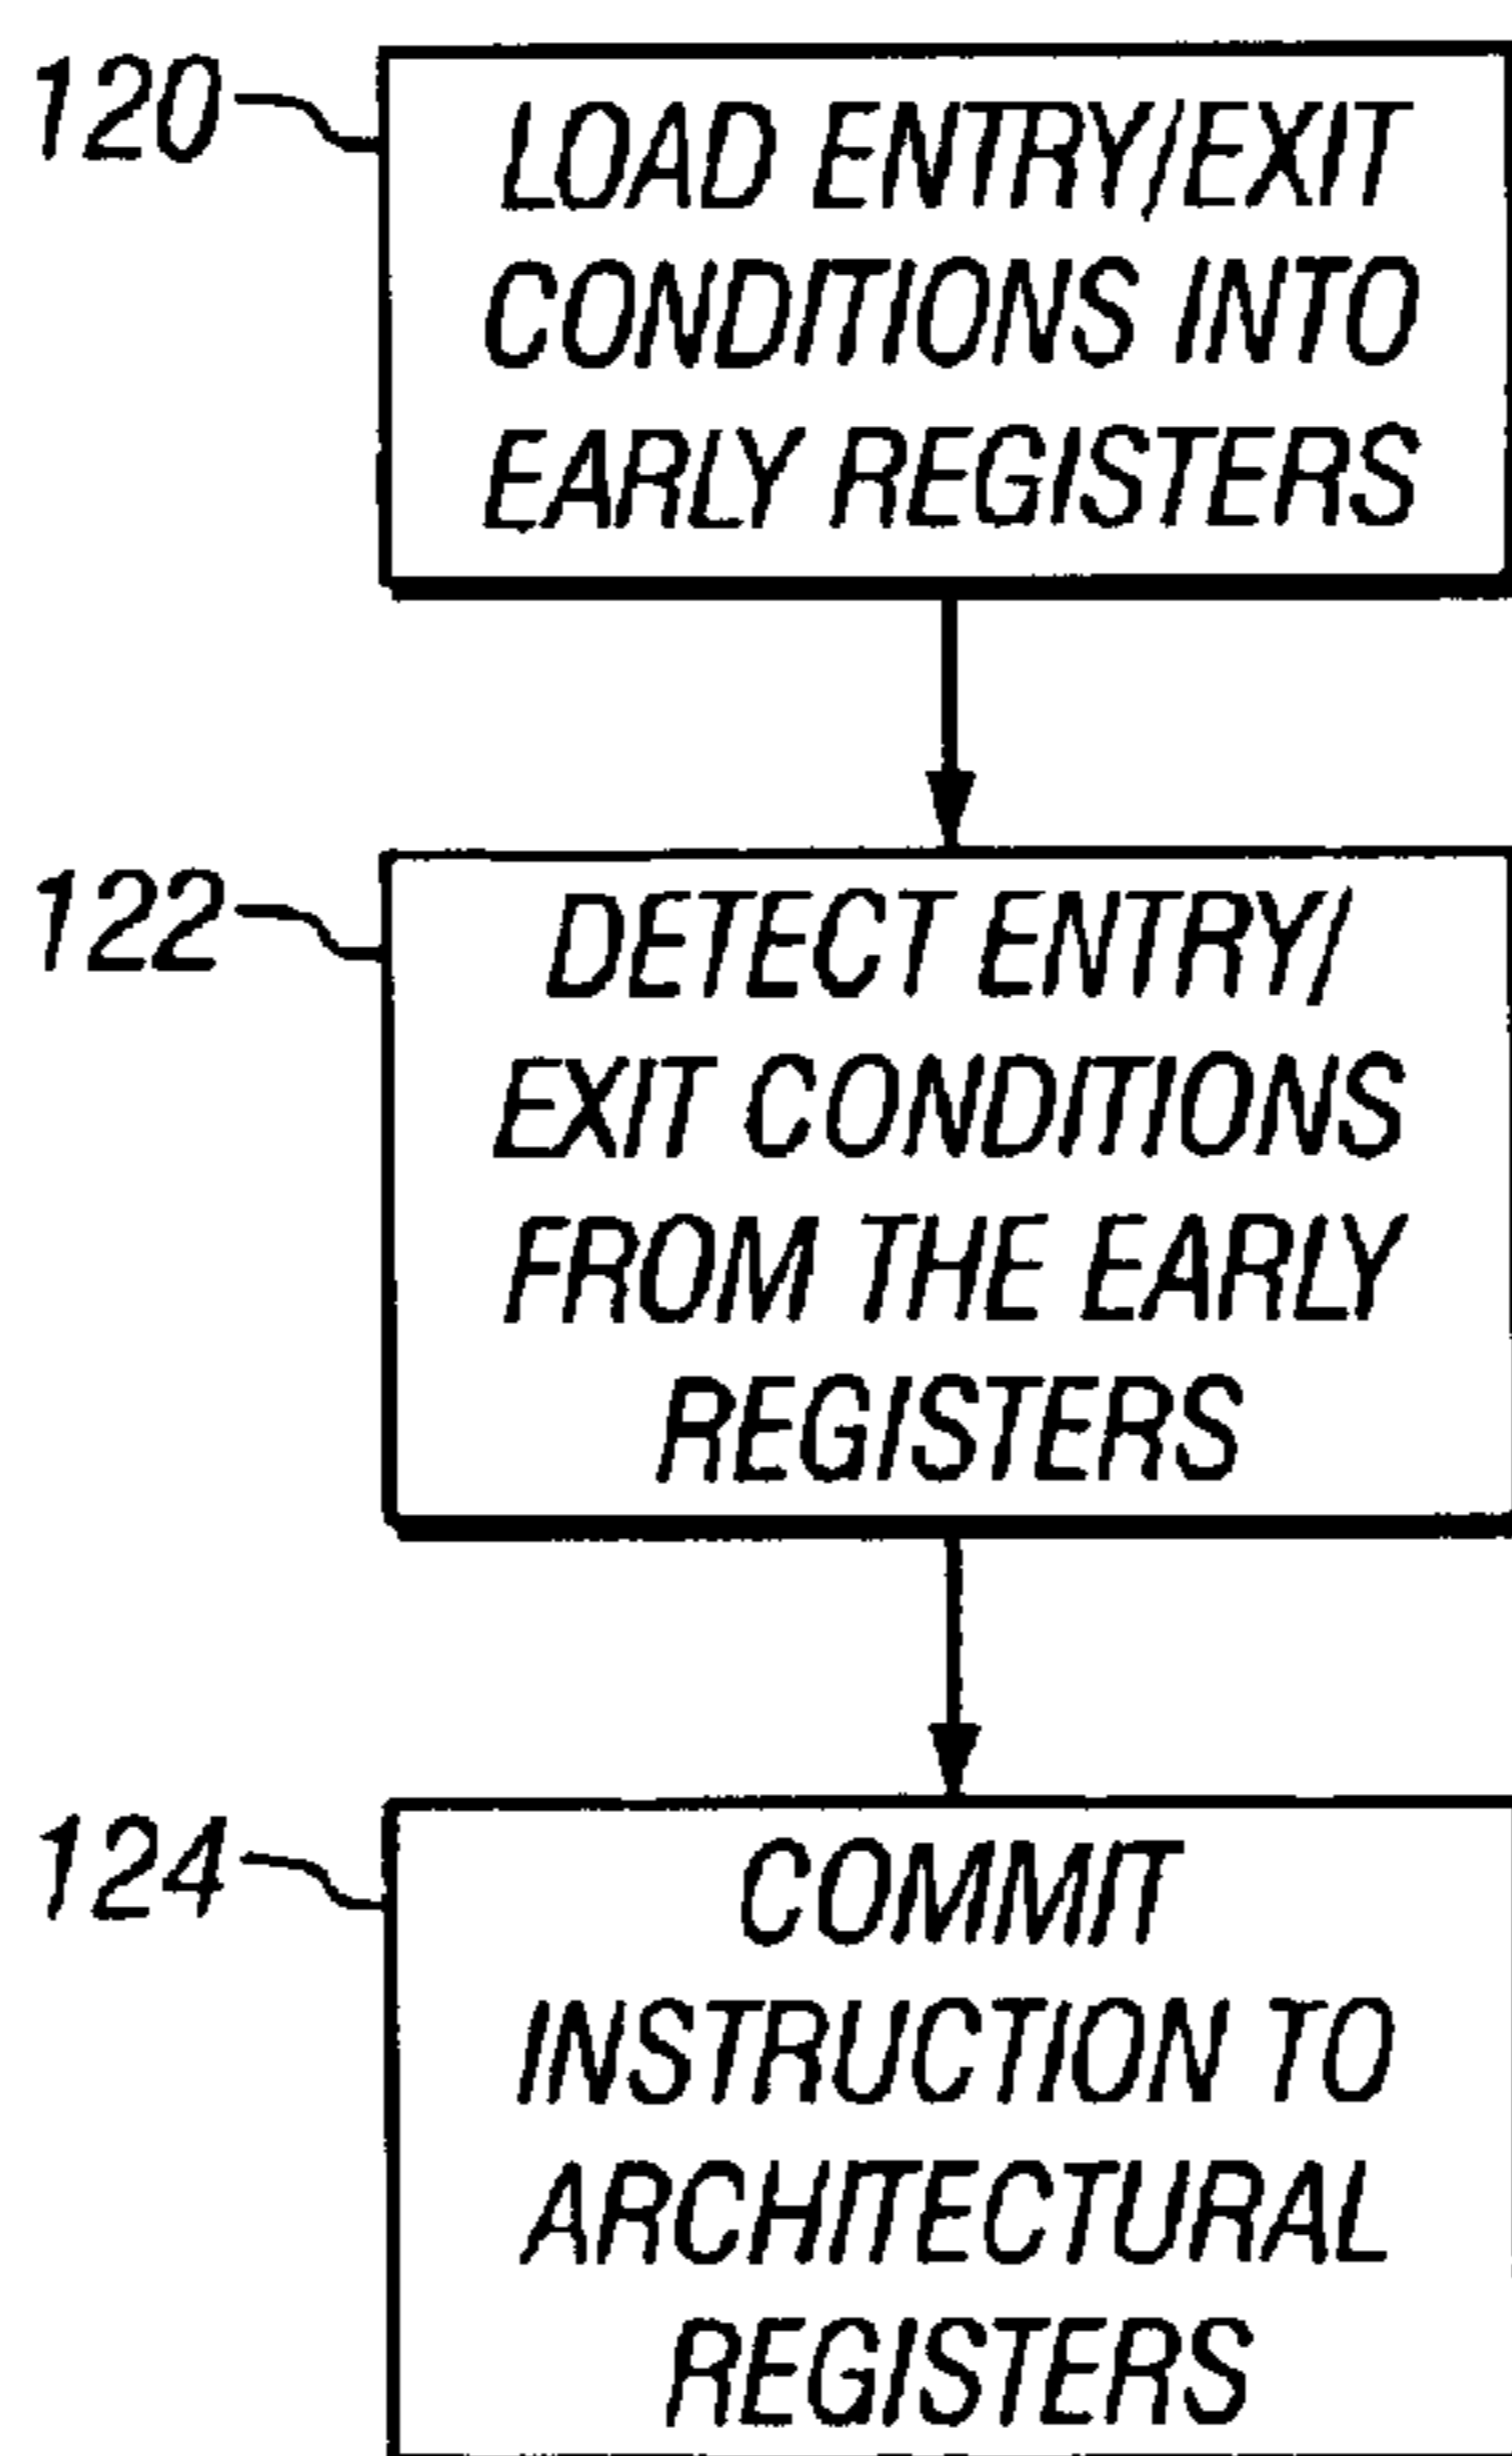 120
LOAD ENTRY/EXIT
CONDITIONS INTO
EARLY REGISTERS
122
DETECT ENTRY/
EXIT CONDITIONS
FROM THE EARLY
REGISTERS
124
COMMIT
INSTRUCTION TO
ARCHITECTURAL
REGISTERS